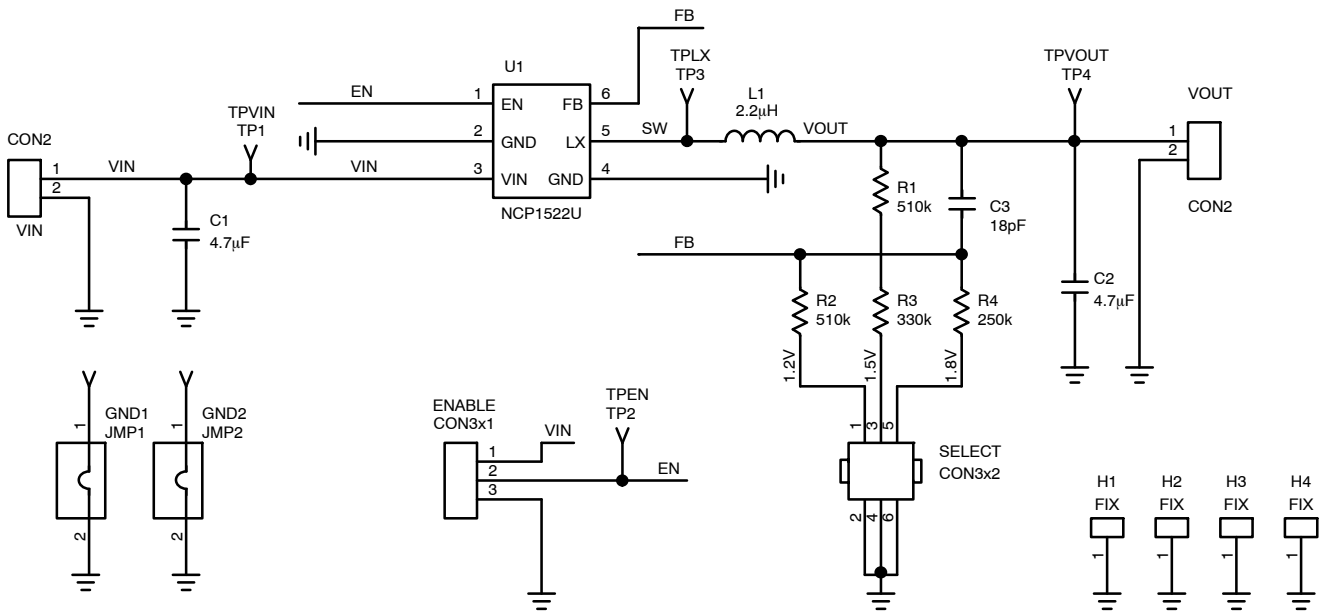 FB
U1
TPLX
TP3
TPVOUT
TP4
L1
2.2μH
VOUT
EN
1
EN
FB
6
TPVIN
TP1
2
GND
LX
5
SW
VOUT
1
2
CON2
CON2
1
2
VIN
VIN
VIN
3
VIN
GND
4
NCP1522U
C1
4.7μF
R1
510k
C3
18pF
FB
R2
510k
R3
330k
R4
250k
C2
4.7μF
1.2V
1.5V
1.8V
GND1
JMP1
1
2
GND2
JMP2
1
2
ENABLE
CON3x1
1
2
3
VIN
TPEN
TP2
EN
1
3
5
SELECT
CON3x2
2
4
6
H1
FIX
1
H2
FIX
1
H3
FIX
1
H4
FIX
1